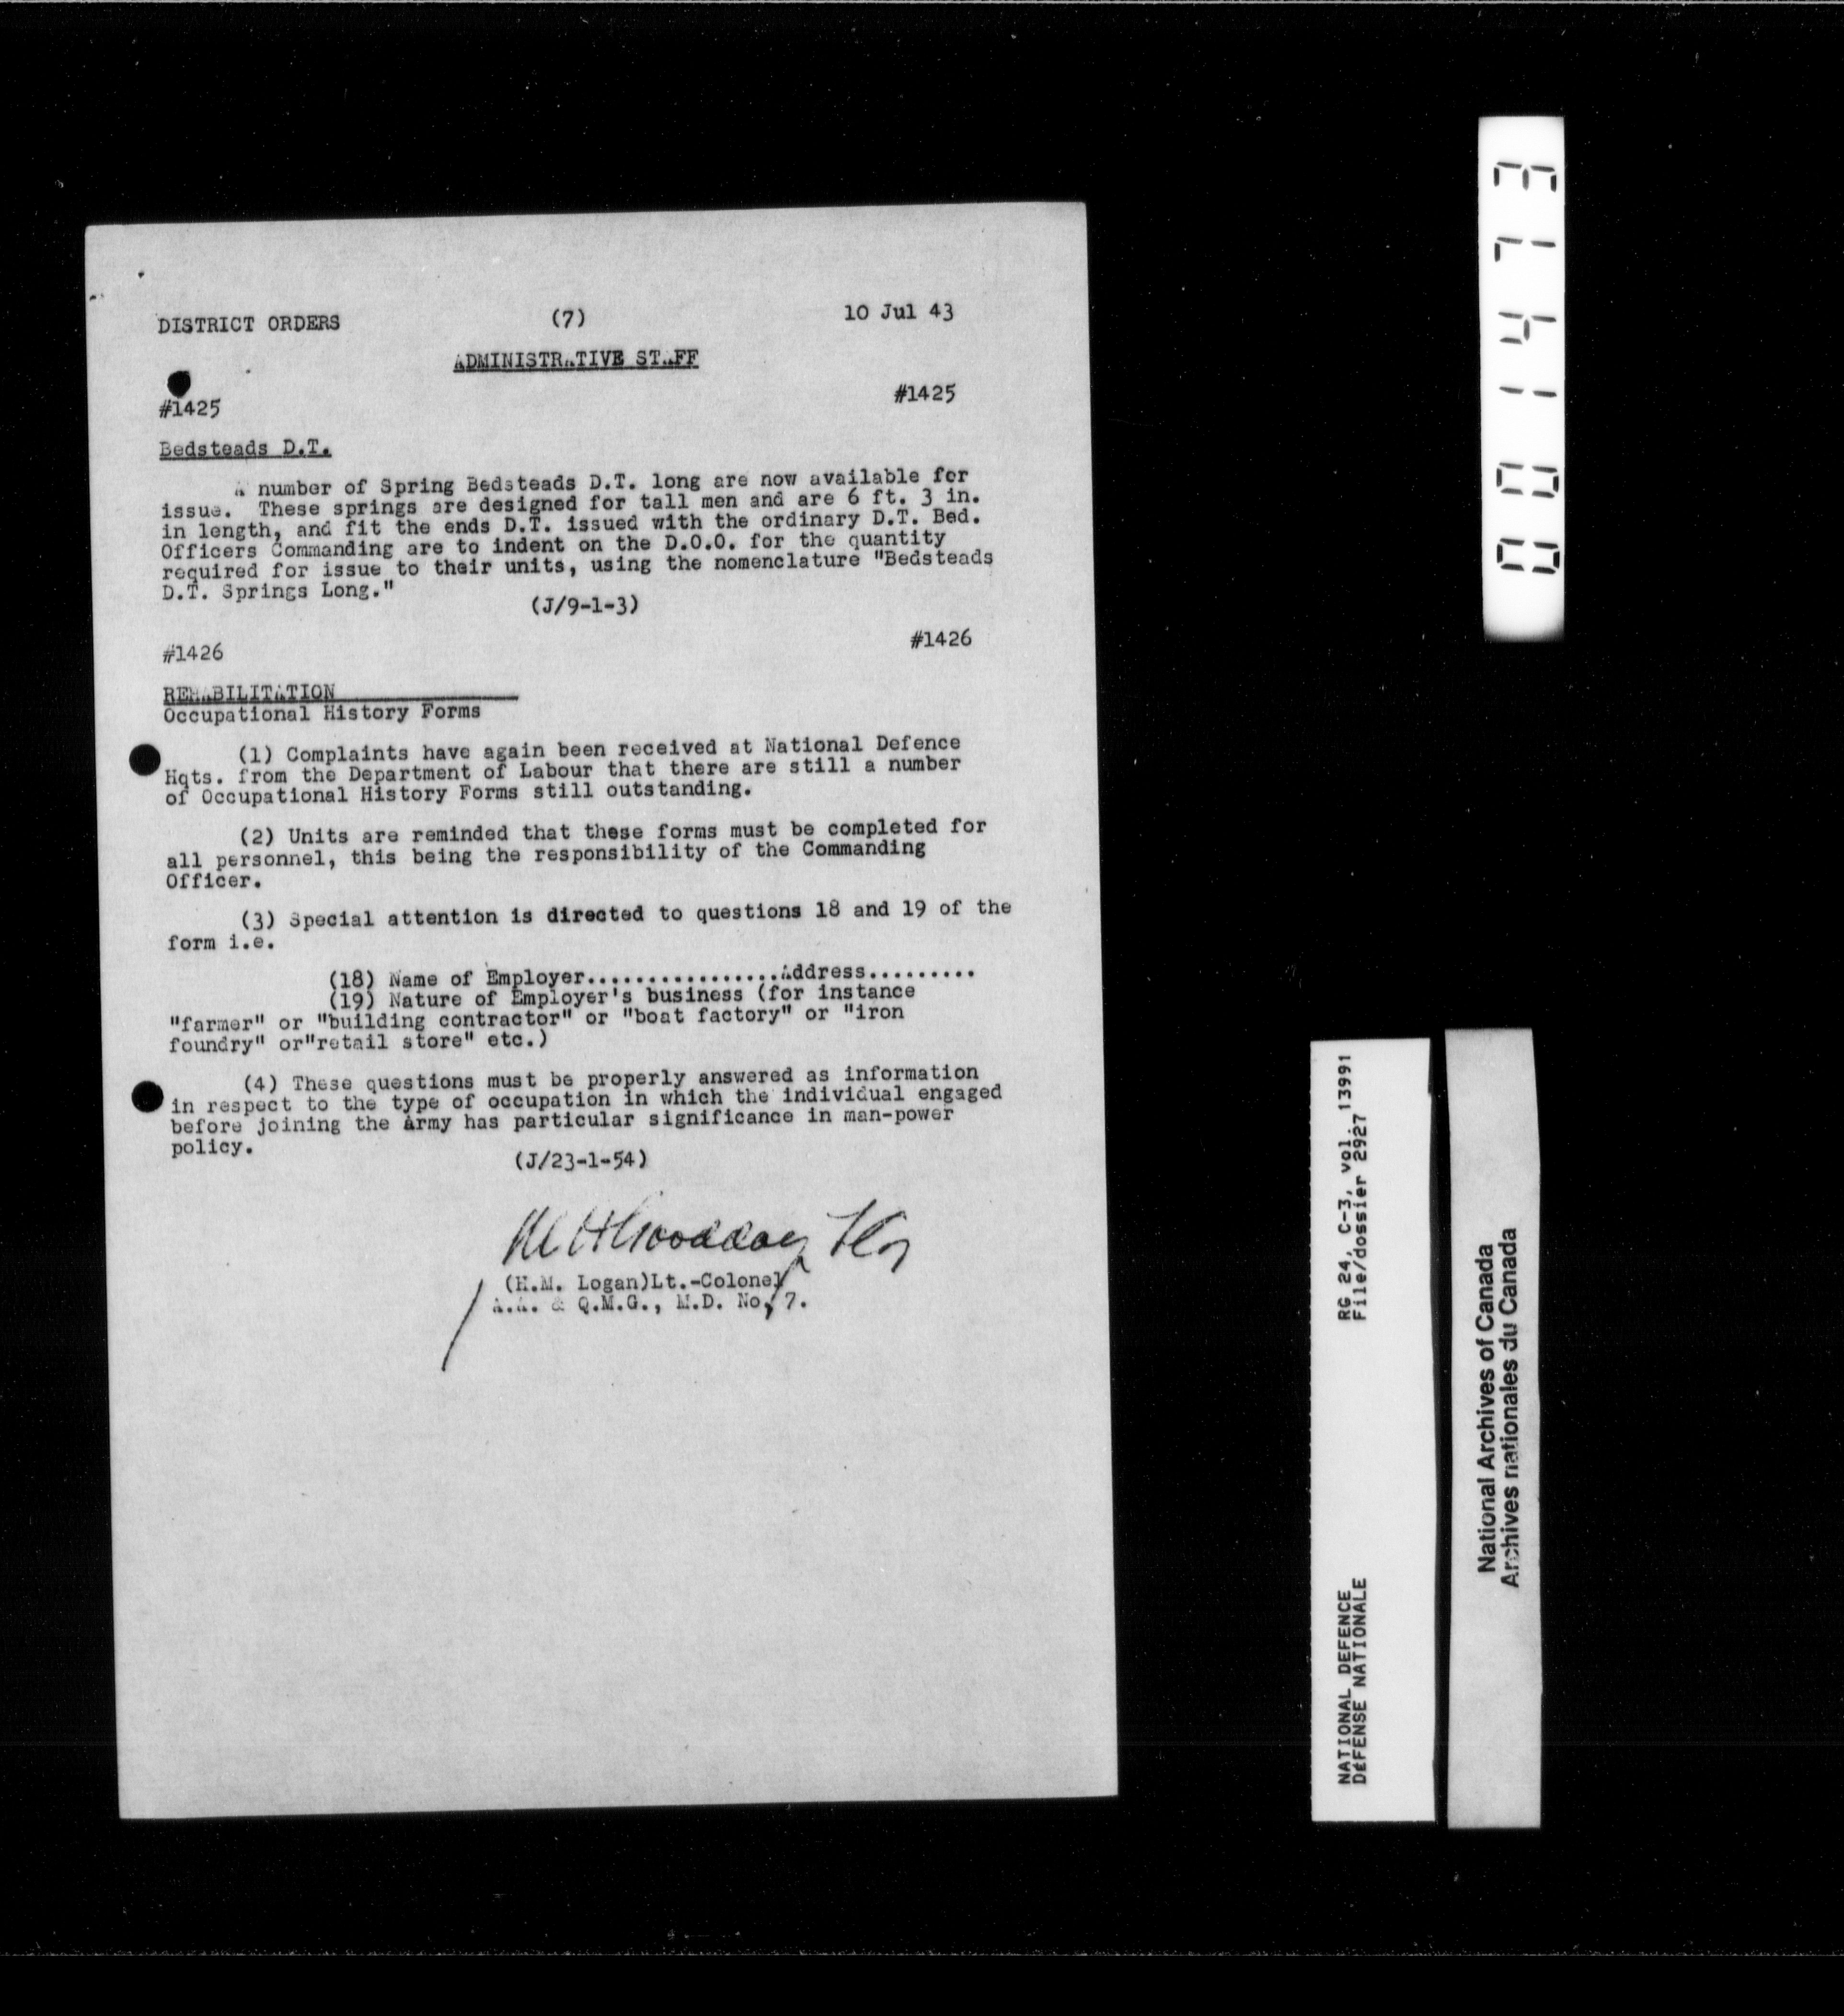 DISTRICT ORDERS (7) 10 Jul 43
ADMINISTRATIVE STAFF
#1425 #1425
Bedsteads D.T.
A number of Spring Bedsteads D.T. long are now available for
issue. These springs are designed for tall men and are 6 ft. 3 in.
in length, and fit the ends D.T. issued with the ordinary D.T. Bed.
Officers Commanding are to indent on the D.O.O. for the quantity
required for issue to their units, using the nomenclature "Bedsteads
D.T. Springs Long."
(J/9-1-3)
#1426 #1426
REHABILITATION
Occupational History Forms
(1) Complaints have again been received at National Defence
Hqts. from the Department of Labour that there are still a number
of Occupational History Forms still outstanding.
(2) Units are reminded that these forms must be completed for
all personnel, this being the responsibility of the Commanding
Officer.
(3) Special attention is directed to questions 18 and 19 of the
form i.e.
(18) Name of Employer................Address.........
(19) Nature of Employer's business (for instance
"farmer" or "building contractor" or "boat factory" or "iron
foundry" or"retail store" etc.)
(4) These questions must be properly answered as information
in respect to the type of occupation in which the individual engaged
before joining the Army has particular significance in man-power
policy.
(J/23-1-54)
(H.M. Logan)Lt.-Colonel
A.A. & Q.M.G., M.D. No. 7.
001473
RG 24, C-3, vol. 13991
File/dossier 2927
NATIONAL DEFENCE
DÉFENSE NATIONALE
National Archives of Canada
Archives nationales du Canada